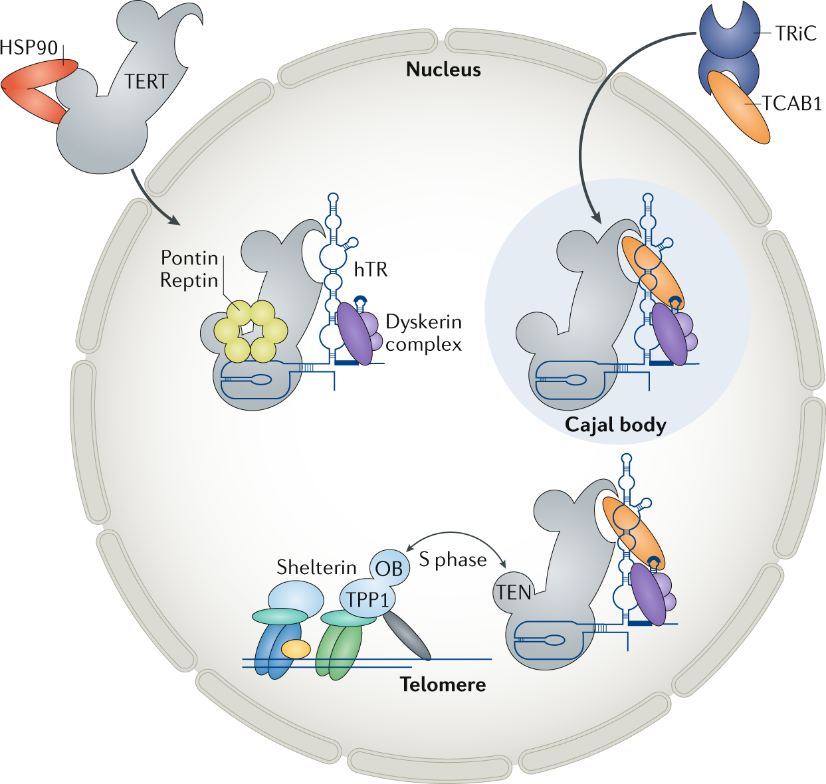 HSP90
TERT
Nucleus
TRiC
TCAB1
Pontin
Reptin
hTR
Dyskerin
complex
Cajal body
Shelterin
OB
S phase
TPP1
TEN
Telomere